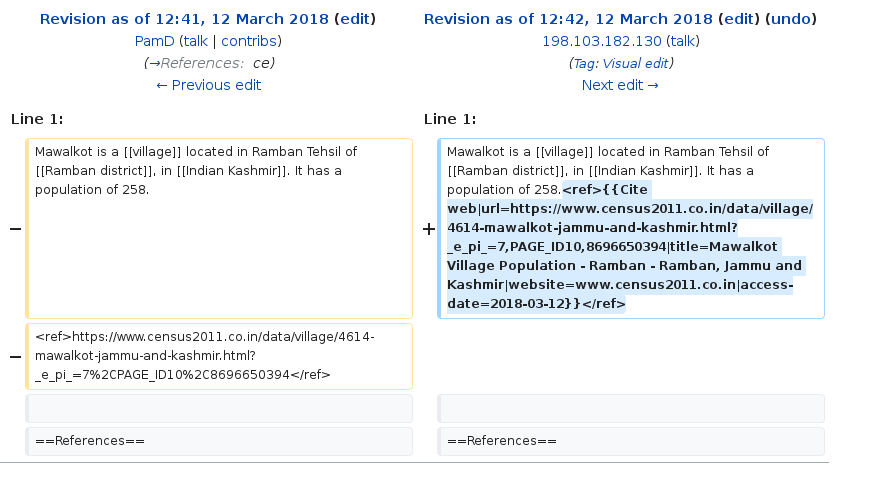 Revision as of 12:41, 12 March 2018 (edit)
PamD (talk | contribs)
(→References: ce)
← Previous edit
Revision as of 12:42, 12 March 2018 (edit) (undo)
198.103.182.130 (talk)
(Tag: Visual edit)
Next edit →
Line 1:
Line 1:
−
Mawalkot is a [[village]] located in Ramban Tehsil of
[[Ramban district]], in [[Indian Kashmir]]. It has a
population of 258.
+
Mawalkot is a [[village]] located in Ramban Tehsil of
[[Ramban district]], in [[Indian Kashmir]]. It has a
population of 258.<ref>{{Cite
web|url=https://www.census2011.co.in/data/village/
4614-mawalkot-jammu-and-kashmir.html?
_e_pi_=7,PAGE_ID10,8696650394|title=Mawalkot
Village Population - Ramban - Ramban, Jammu and
Kashmir|website=www.census2011.co.in|access-
date=2018-03-12}}</ref>
−
<ref>https://www.census2011.co.in/data/village/4614-
mawalkot-jammu-and-kashmir.html?
_e_pi_=7%2CPAGE_ID10%2C8696650394</ref>
==References==
==References==